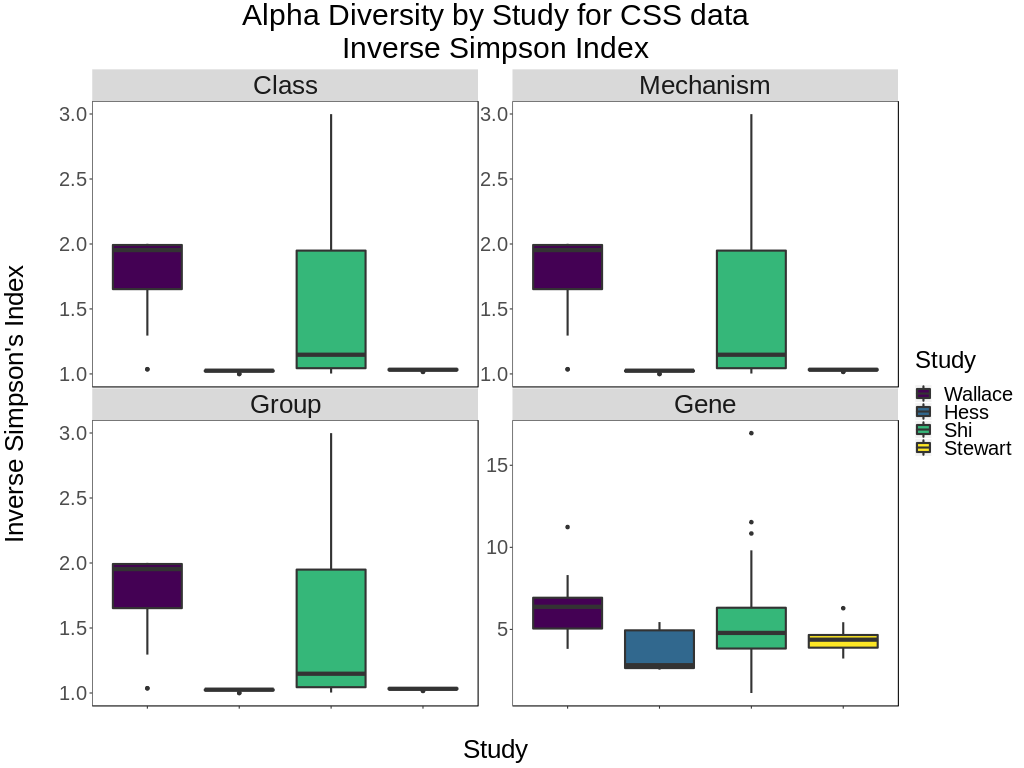 Alpha Diversity by Study for CSS data
Inverse Simpson Index
Class
Mechanism
3.0
2.5
2.0
1.5
1.0
3.0
2.5
2.0
1.5
1.0
Group
Gene
3.0
2.5
2.0
1.5
1.0
15
10
5
Inverse Simpson's Index
Study
Study
Wallace
Hess
Shi
Stewart